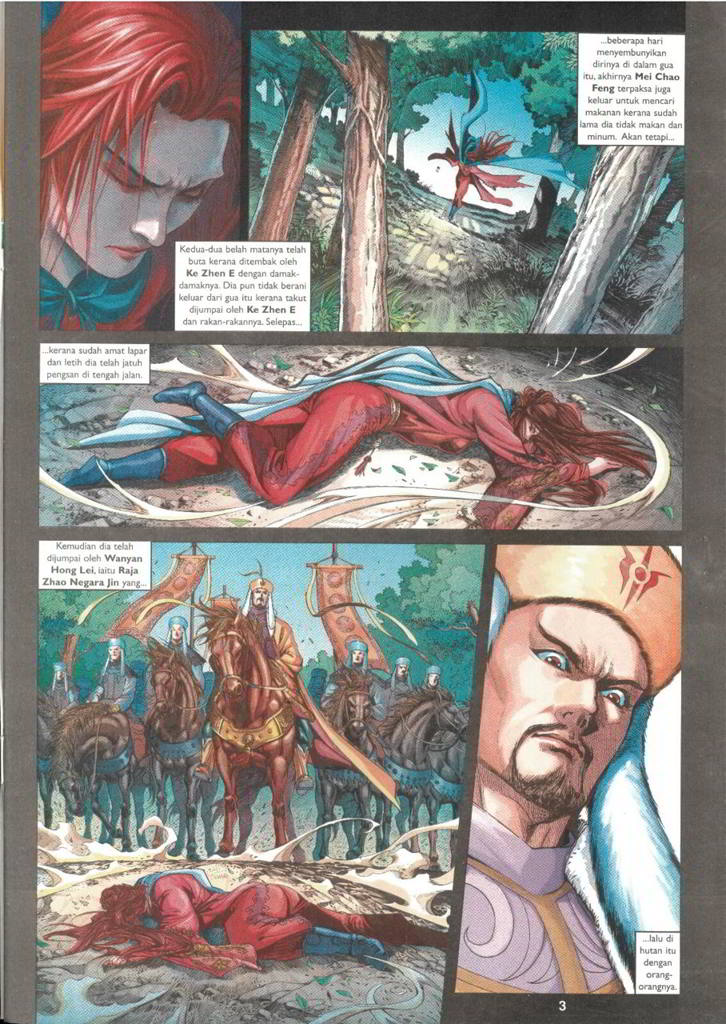 Kedua-dua belah matanya telah
buta kerana ditembak oleh
Ke Zhen E dengan damak-
damaknya. Dia pun tidak berani
keluar dari gua itu kerana takut
dijumpai oleh Ke Zhen E
dan rakan-rakannya. Selepas...
...beberapa hari
menyembunyikan
dirinya di dalam gua
itu, akhirnya Mei Chao
Feng terpaksa juga
keluar untuk mencari
makanan kerana sudah
lama dia tidak makan dan
minum. Akan tetapi...
...kerana sudah amat lapar
dan letih dia telah jatuh
pengsan di tengah jalan.
Kemudian dia telah
dijumpai oleh Wanyan
Hong Lei, iaitu Raja
Zhao Negara Jin yang...
...lalu di
hutan itu
dengan
orang-
orangnya.
3